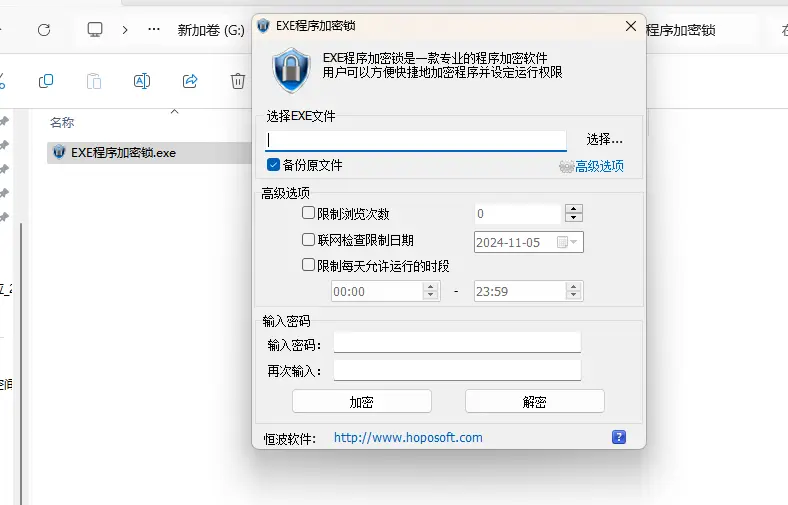 新加卷 (G:)
EXE程序加密锁
程序加密锁
名称
EXE程序加密锁.exe
EXE程序加密锁是一款专业的程序加密软件
用户可以方便快捷地加密程序并设定运行权限
选择EXE文件
选择...
备份原文件
高级选项
高级选项
限制浏览次数
0
联网检查限制日期
2024-11-05
限制每天允许运行的时段
00:00 - 23:59
输入密码
输入密码：
再次输入：
加密
解密
恒波软件： http://www.hoposoft.com
?
空间